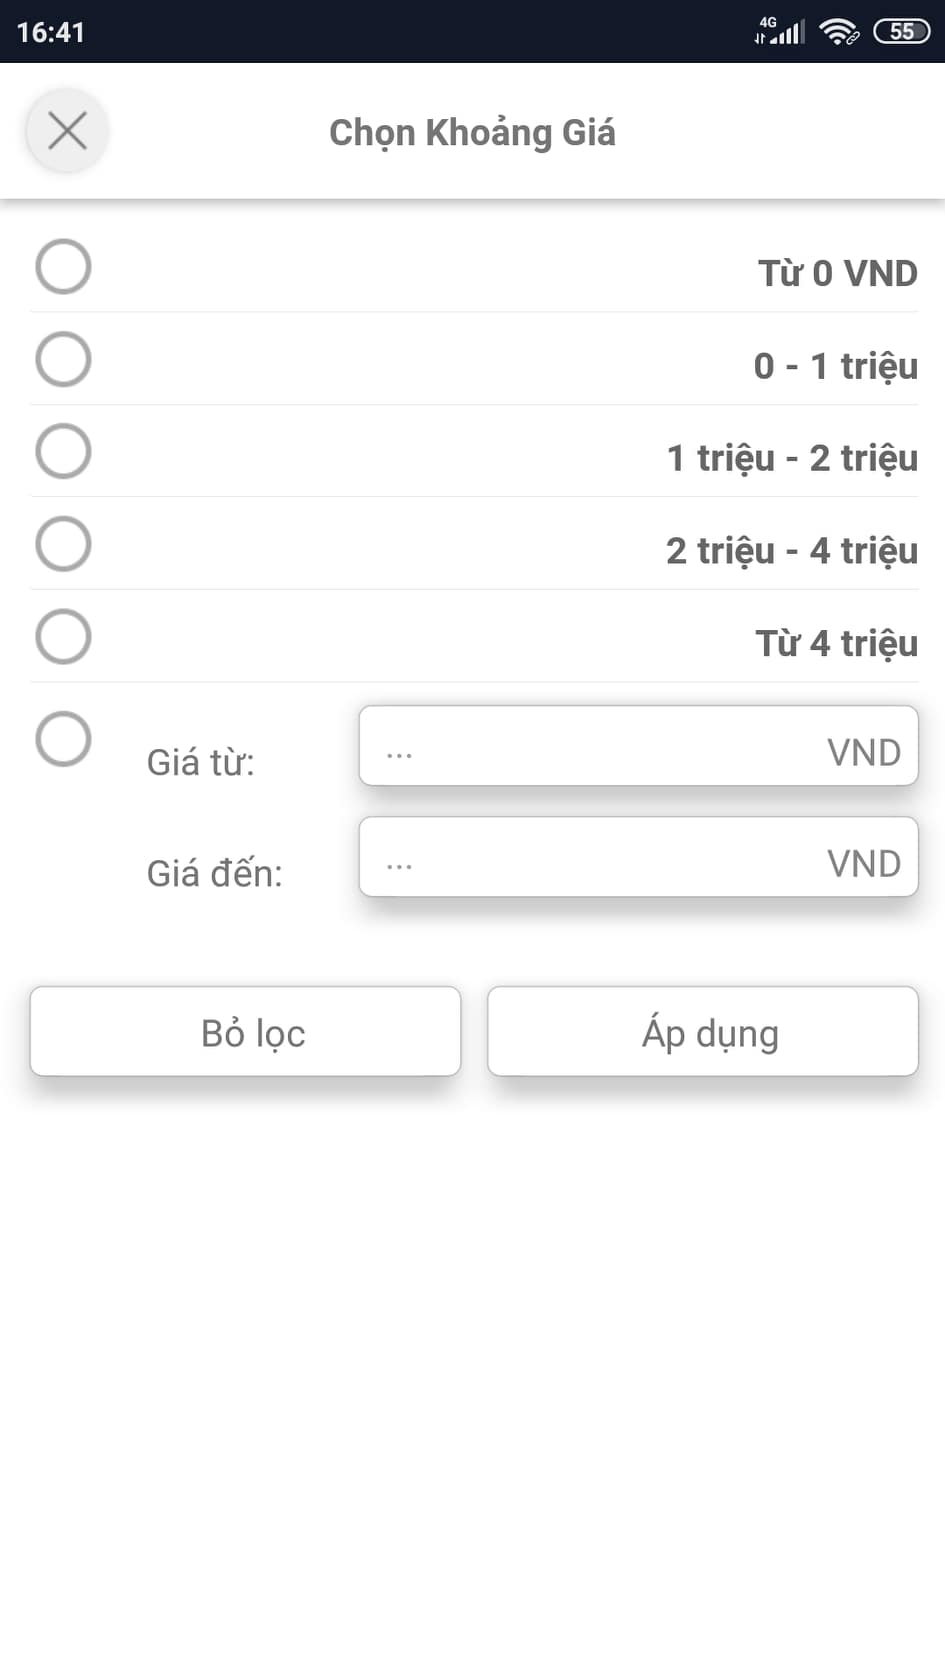 16:41
4G
55
Chọn Khoảng Giá
Từ 0 VND
0 - 1 triệu
1 triệu - 2 triệu
2 triệu - 4 triệu
Từ 4 triệu
Giá từ: ... VND
Giá đến: ... VND
Bỏ lọc
Áp dụng